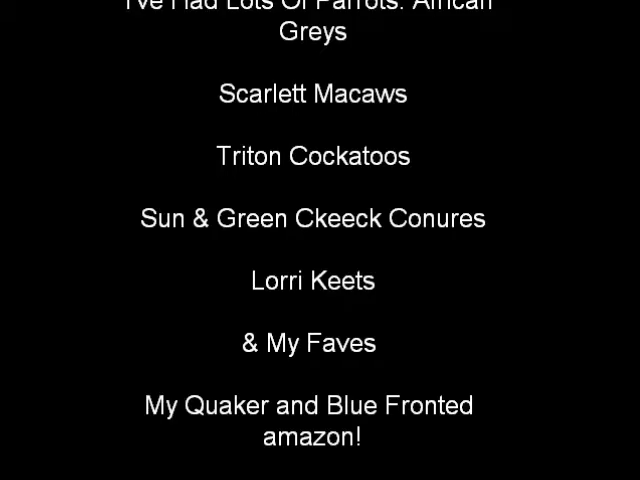 I've Had Lots Of Parrots. African
Greys
Scarlett Macaws
Triton Cockatoos
Sun & Green Ckeeck Conures
Lorri Keets
& My Faves
My Quaker and Blue Fronted
amazon!